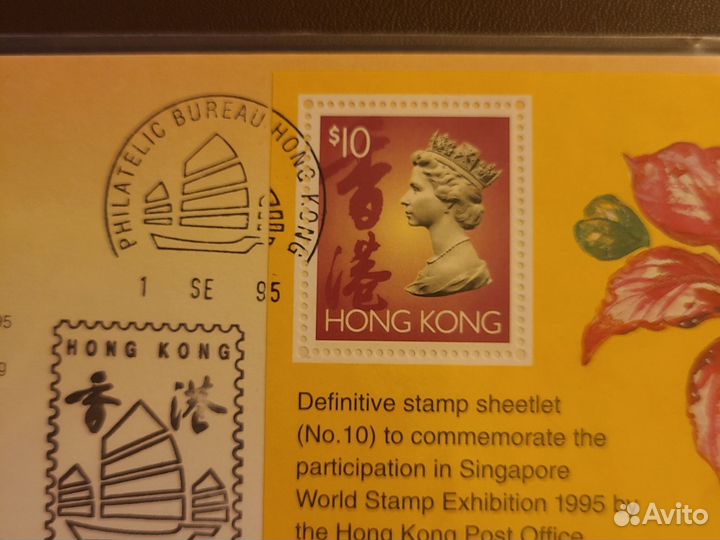 PHILATELIC BUREAU HONG KONG
1 SE 95
$10
香港
HONG KONG
HONG KONG
香港
95
g
Definitive stamp sheetlet
(No.10) to commemorate the
participation in Singapore
World Stamp Exhibition 1995 by
the Hong Kong Post Office
Avito